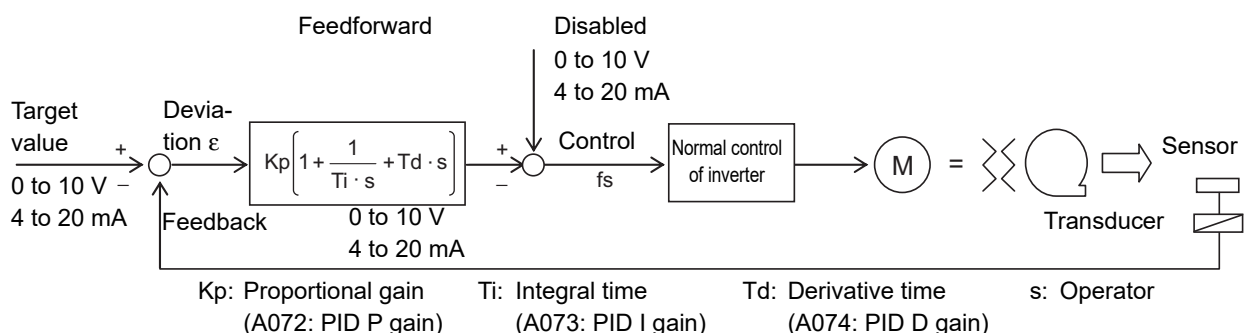 Feedforward
Disabled
0 to 10 V
4 to 20 mA
Target
value
+
−
0 to 10 V
4 to 20 mA
Devia-
tion ε
Feedback
Kp(1+ 1/Ti · s +Td · s)
0 to 10 V
4 to 20 mA
+
−
Control
fs
Normal control
of inverter
M
=
Sensor
Transducer
Kp: Proportional gain Ti: Integral time Td: Derivative time s: Operator
(A072: PID P gain) (A073: PID I gain) (A074: PID D gain)